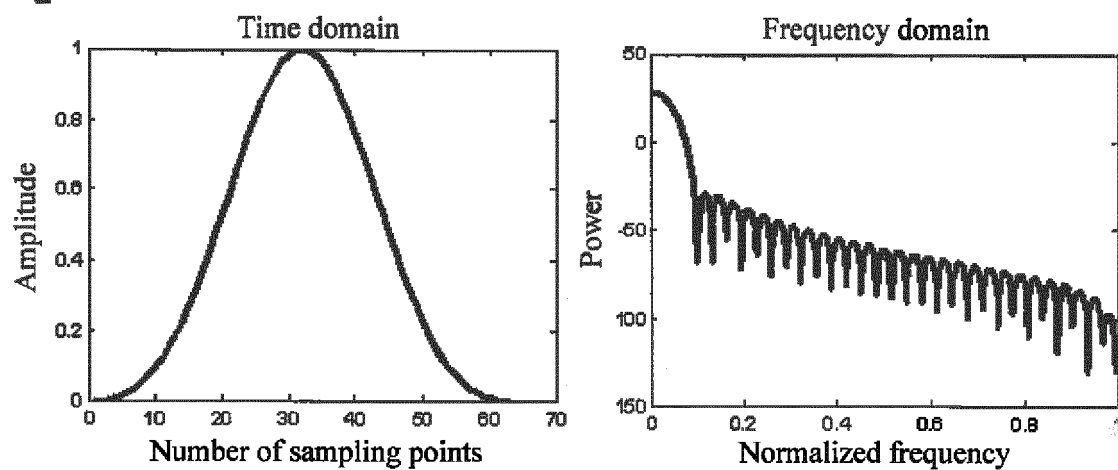 Time domain
1
0.8
0.6
0.4
0.2
0
0 10 20 30 40 50 60 70
Amplitude
Number of sampling points
Frequency domain
50
0
-50
100
150
0 0.2 0.4 0.6 0.8 1
Power
Normalized frequency